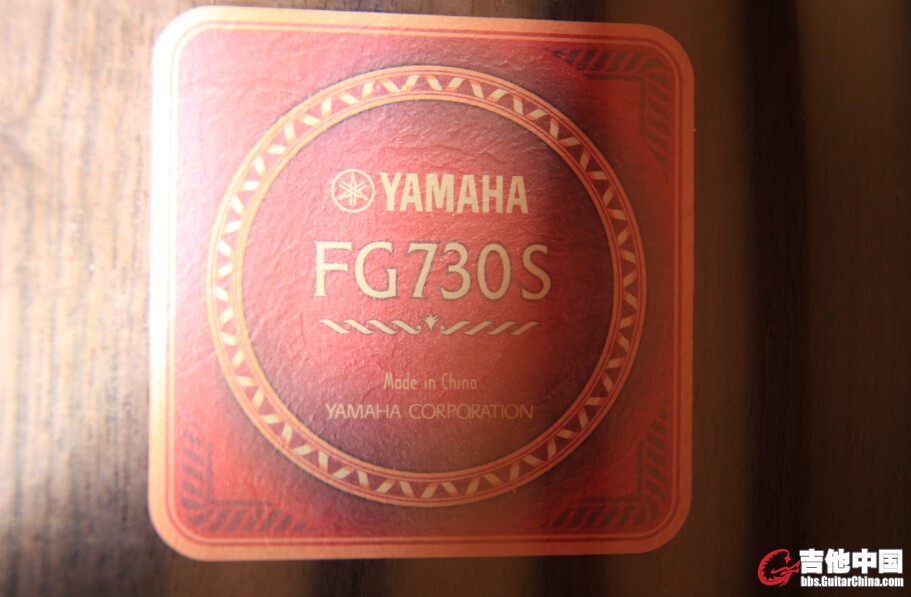 YAMAHA
FG730S
Made in China
YAMAHA CORPORATION
吉他中国
bbs.GuitarChina.com